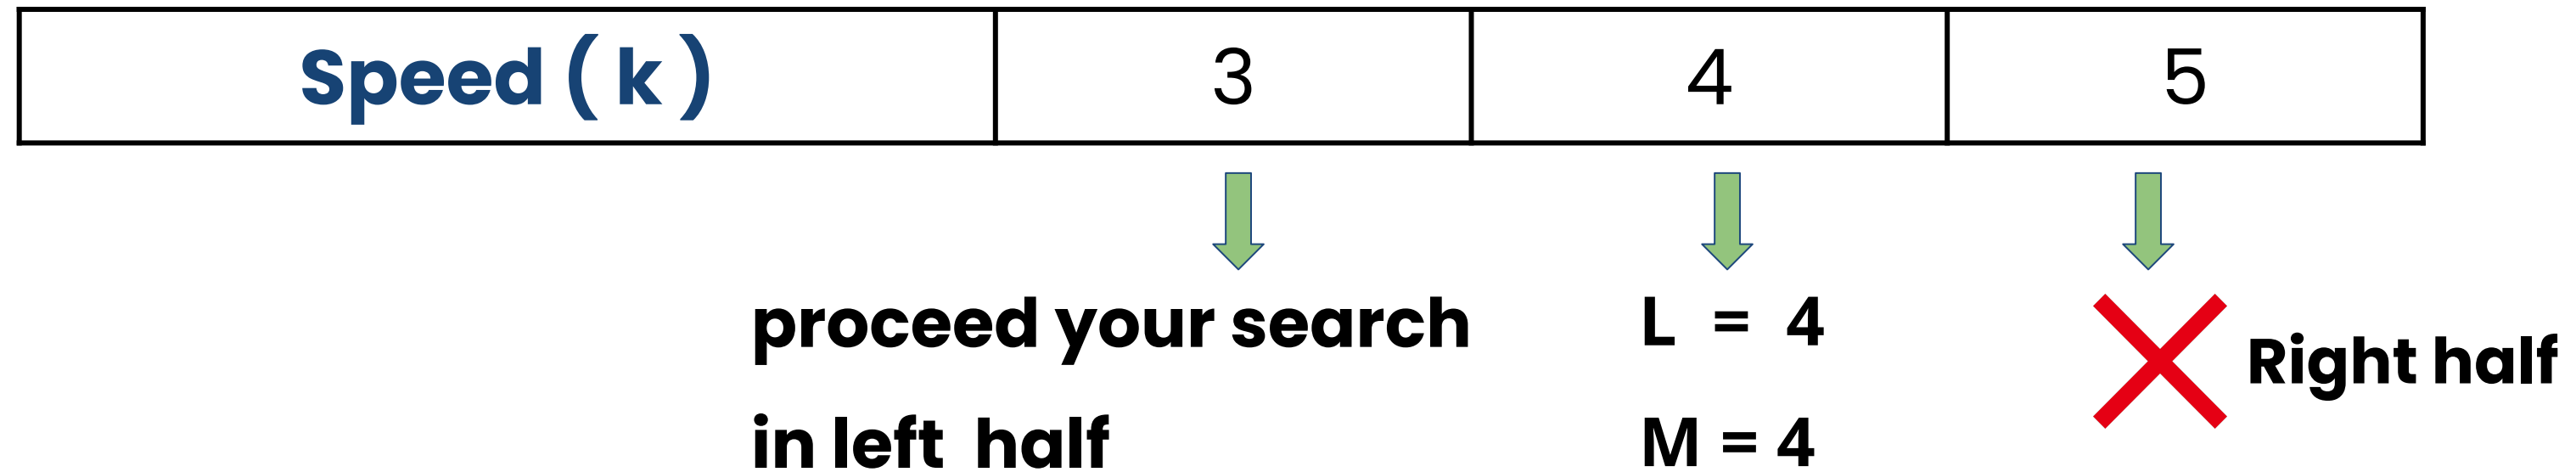 Speed ( k ) 3 4 5
proceed your search L = 4
Right half
in left half M = 4